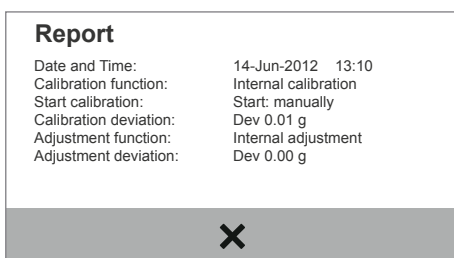 Report
Date and Time: 14-Jun-2012 13:10
Calibration function: Internal calibration
Start calibration: Start: manually
Calibration deviation: Dev 0.01 g
Adjustment function: Internal adjustment
Adjustment deviation: Dev 0.00 g